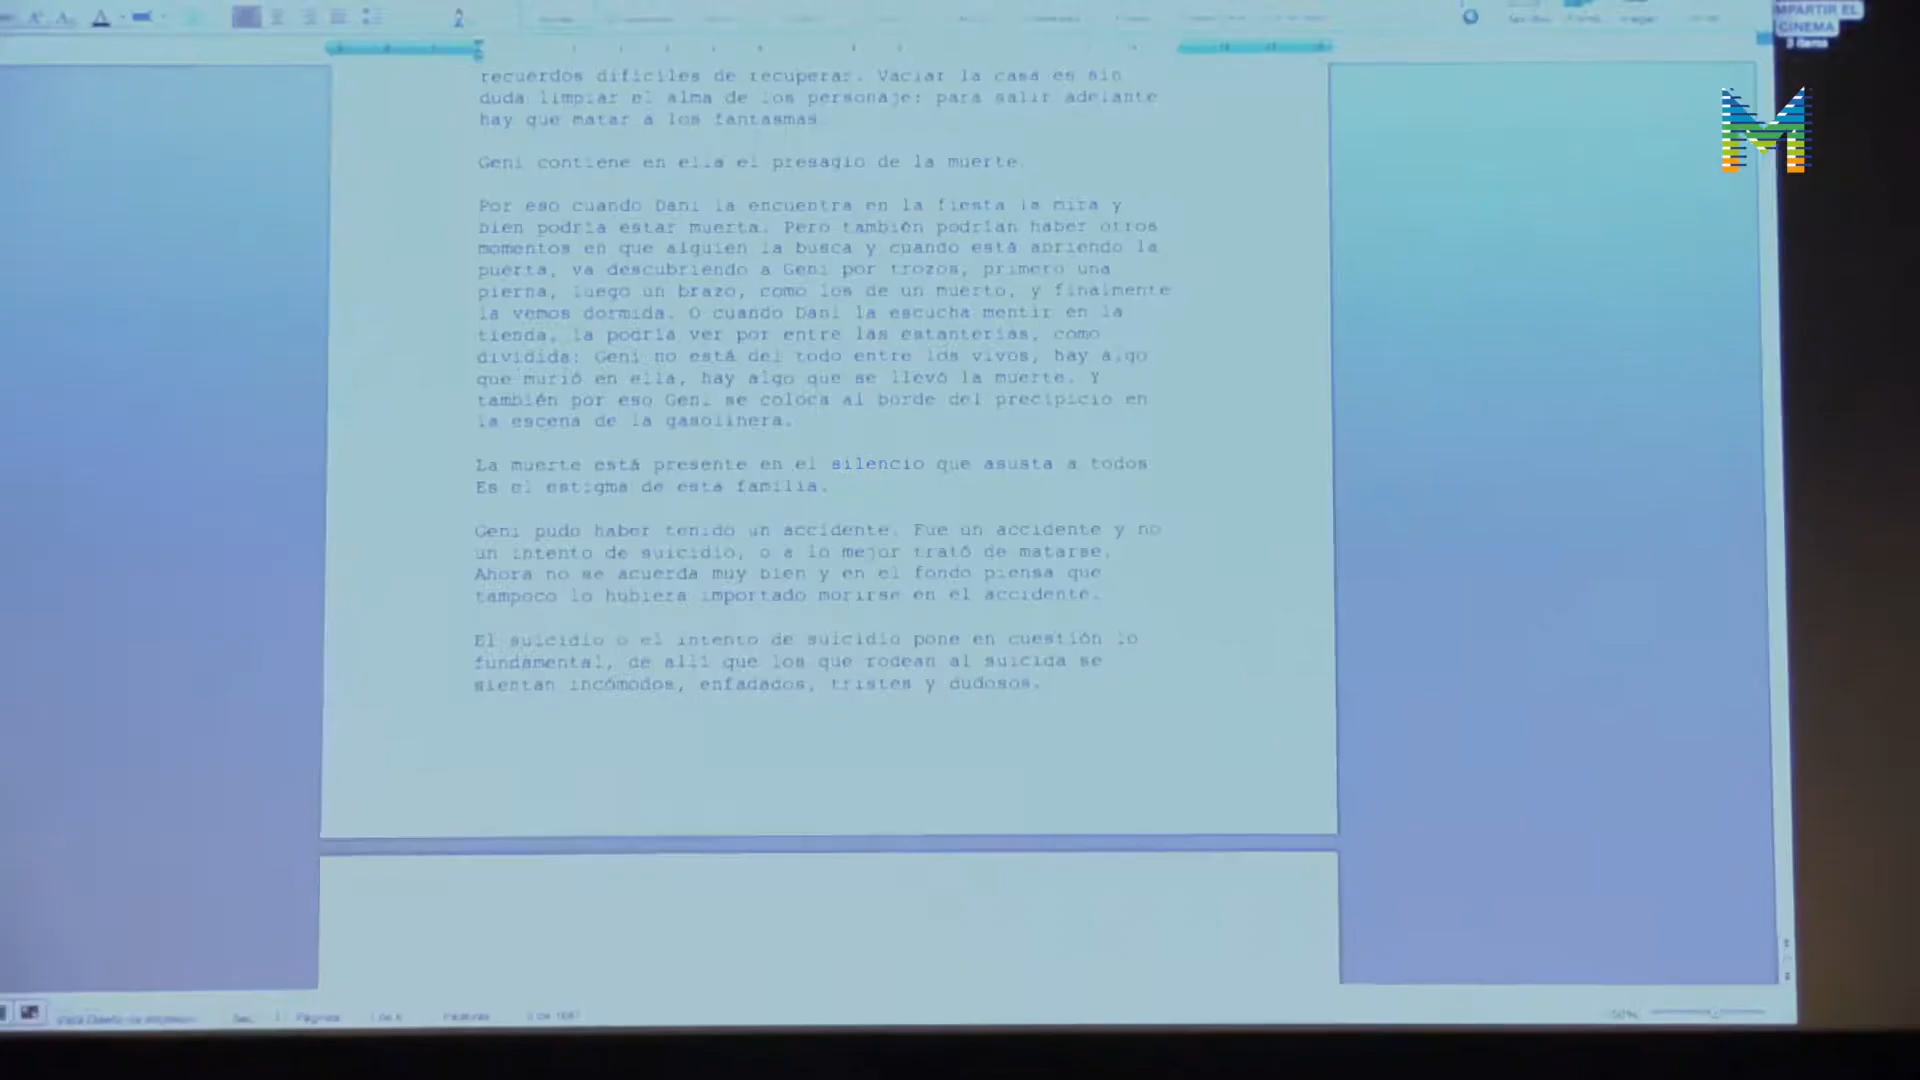 MPARTIR EL
CINEMA
recuerdos difíciles de recuperar. Vaciar la casa es sin
duda limpiar el alma de los personaje: para salir adelante
hay que matar a los fantasmas.
Geni contiene en ella el presagio de la muerte.
Por eso cuando Dani la encuentra en la fiesta la mira y
bien podría estar muerta. Pero también podrían haber otros
momentos en que alguien la busca y cuando está abriendo la
puerta, va descubriendo a Geni por trozos, primero una
pierna, luego un brazo, como los de un muerto, y finalmente
la vemos dormida. O cuando Dani la escucha mentir en la
tienda, la podría ver por entre las estanterías, como
dividida: Geni no está del todo entre los vivos, hay algo
que murió en ella, hay algo que se llevó la muerte. Y
también por eso Geni se coloca al borde del precipicio en
la escena de la gasolinera.
La muerte está presente en el silencio que asusta a todos
Es el estigma de esta familia.
Geni pudo haber tenido un accidente. Fue un accidente y no
un intento de suicidio, o a lo mejor trató de matarse.
Ahora no se acuerda muy bien y en el fondo piensa que
tampoco lo hubiera importado morirse en el accidente.
El suicidio o el intento de suicidio pone en cuestión lo
fundamental, de allí que los que rodean al suicida se
sientan incómodos, enfadados, tristes y dudosos.